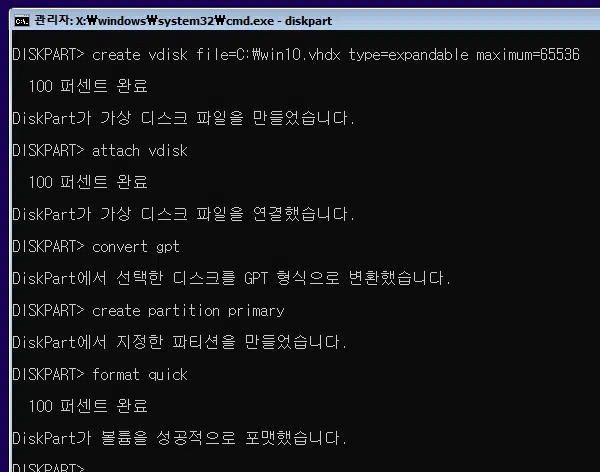 관리자: X:₩windows₩system32₩cmd.exe - diskpart
DISKPART> create vdisk file=C:₩win10.vhdx type=expandable maximum=65536
100 퍼센트 완료
DiskPart가 가상 디스크 파일을 만들었습니다.
DISKPART> attach vdisk
100 퍼센트 완료
DiskPart가 가상 디스크 파일을 연결했습니다.
DISKPART> convert gpt
DiskPart에서 선택한 디스크를 GPT 형식으로 변환했습니다.
DISKPART> create partition primary
DiskPart에서 지정한 파티션을 만들었습니다.
DISKPART> format quick
100 퍼센트 완료
DiskPart가 볼륨을 성공적으로 포맷했습니다.
DISKPART>